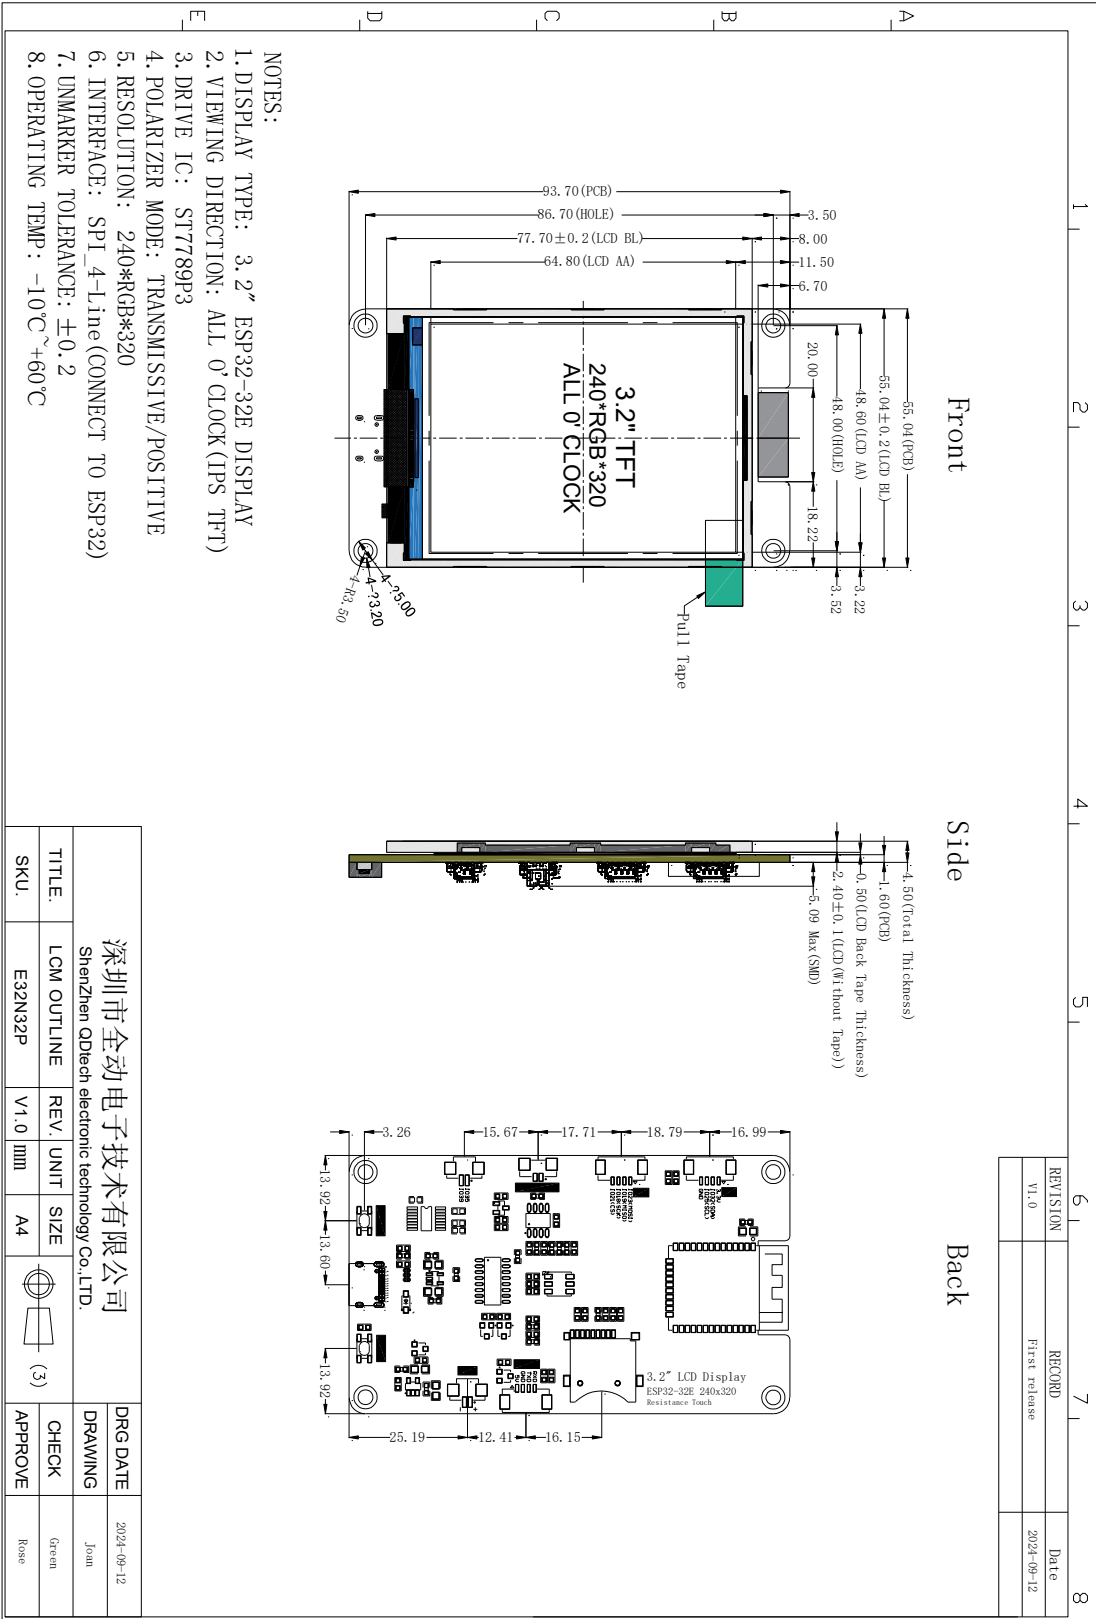 1
2
3
4
5
6
7
8
A
B
C
D
E
Front
Side
Back
REVISION
RECORD
Date
V1.0
First release
2024-09-12
55.04(PCB)
55.04±0.2(LCD BL)
48.60(LCD AA)
3.22
48.00(HOLE)
3.52
20.00
18.22
93.70(PCB)
86.70(HOLE)
3.50
77.70±0.2(LCD BL)
8.00
64.80(LCD AA)
11.50
6.70
3.2" TFT
240*RGB*320
ALL 0'CLOCK
Pull Tape
4-?5.00
4-?3.20
4-R3.50
4.50(Total Thickness)
1.60(PCB)
0.50(LCD Back Tape Thickness)
2.40±0.1(LCD(Without Tape))
5.09 Max(SMD)
3.26
15.67
17.71
18.79
16.99
13.92
13.60
13.92
25.19
12.41
16.15
3.2" LCD Display
ESP32-32E 240x320
Resistance Touch
NOTES:
1.DISPLAY TYPE: 3.2" ESP32-32E DISPLAY
2.VIEWING DIRECTION: ALL O'CLOCK(IPS TFT)
3.DRIVE IC: ST7789P3
4.POLARIZER MODE: TRANSMISSIVE/POSITIVE
5.RESOLUTION: 240*RGB*320
6.INTERFACE: SPI_4-Line(CONNECT TO ESP32)
7.UNMARKER TOLERANCE:±0.2
8.OPERATING TEMP:-10℃~+60℃
深圳市全动电子技术有限公司
ShenZhen QDtech electronic technology Co.,LTD.
TITLE.
LCM OUTLINE
REV.
UNIT
SIZE
SKU.
E32N32P
V1.0
mm
A4
(3)
DRG DATE
2024-09-12
DRAWING
Joan
CHECK
Green
APPROVE
Rose